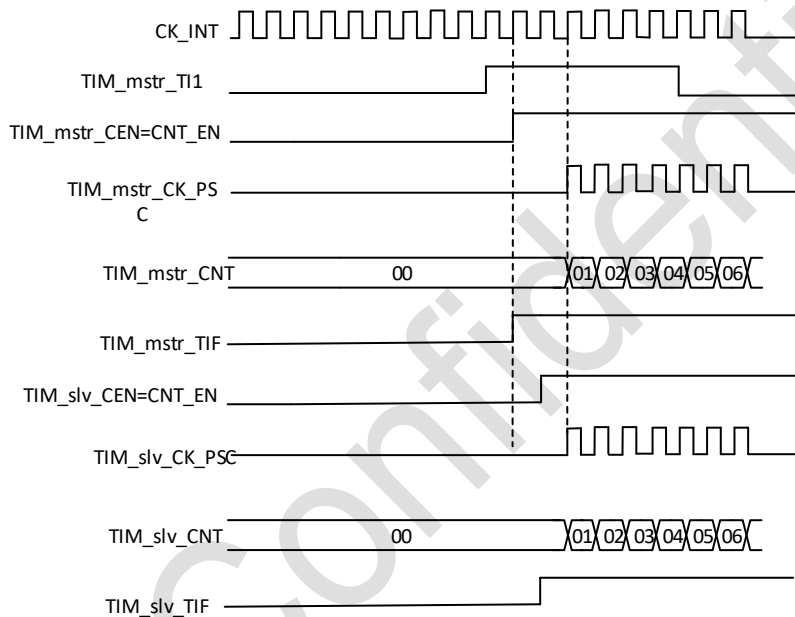 CK_INT
TIM_mstr_TI1
TIM_mstr_CEN=CNT_EN
TIM_mstr_CK_PS
C
TIM_mstr_CNT 00 01 02 03 04 05 06
TIM_mstr_TIF
TIM_slv_CEN=CNT_EN
TIM_slv_CK_PSC
TIM_slv_CNT 00 01 02 03 04 05 06
TIM_slv_TIF